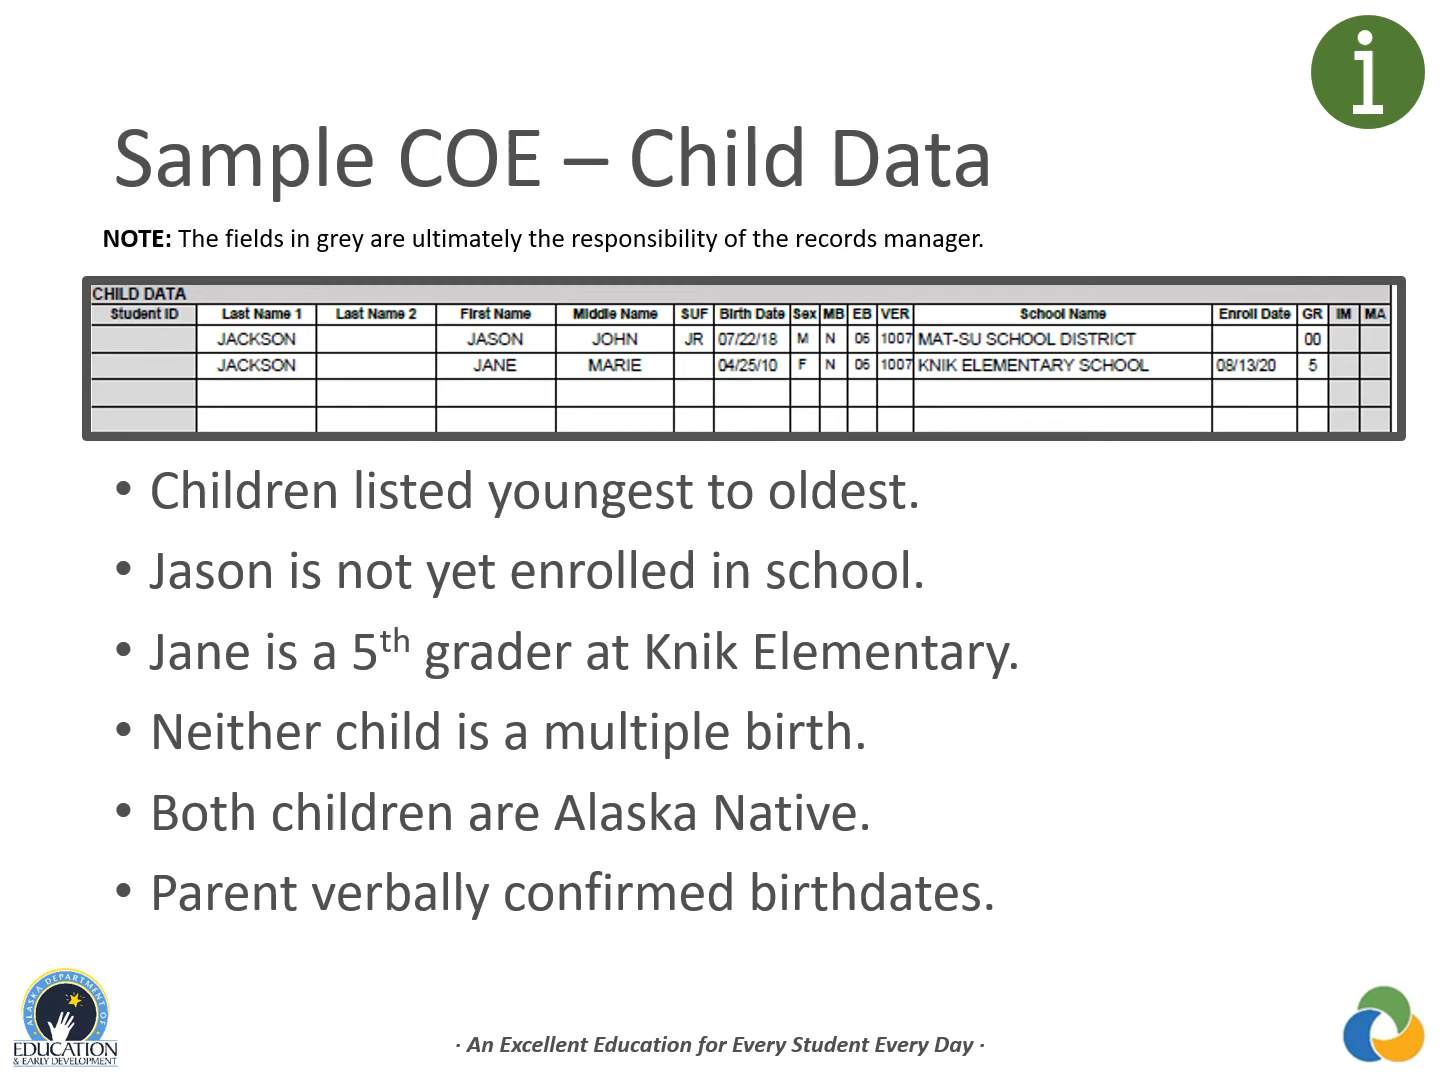 i
Sample COE – Child Data
NOTE: The fields in grey are ultimately the responsibility of the records manager.
CHILD DATA
Student ID Last Name 1 Last Name 2 First Name Middle Name SUF Birth Date Sex MB EB VER School Name Enroll Date GR IM MA
JACKSON JASON JOHN JR 07/22/18 M N 06 1007 MAT-SU SCHOOL DISTRICT 00
JACKSON JANE MARIE 04/25/10 F N 06 1007 KNIK ELEMENTARY SCHOOL 08/13/20 5
• Children listed youngest to oldest.
• Jason is not yet enrolled in school.
• Jane is a 5th grader at Knik Elementary.
• Neither child is a multiple birth.
• Both children are Alaska Native.
• Parent verbally confirmed birthdates.
ALASKA DEPARTMENT OF
EDUCATION
& EARLY DEVELOPMENT
· An Excellent Education for Every Student Every Day ·